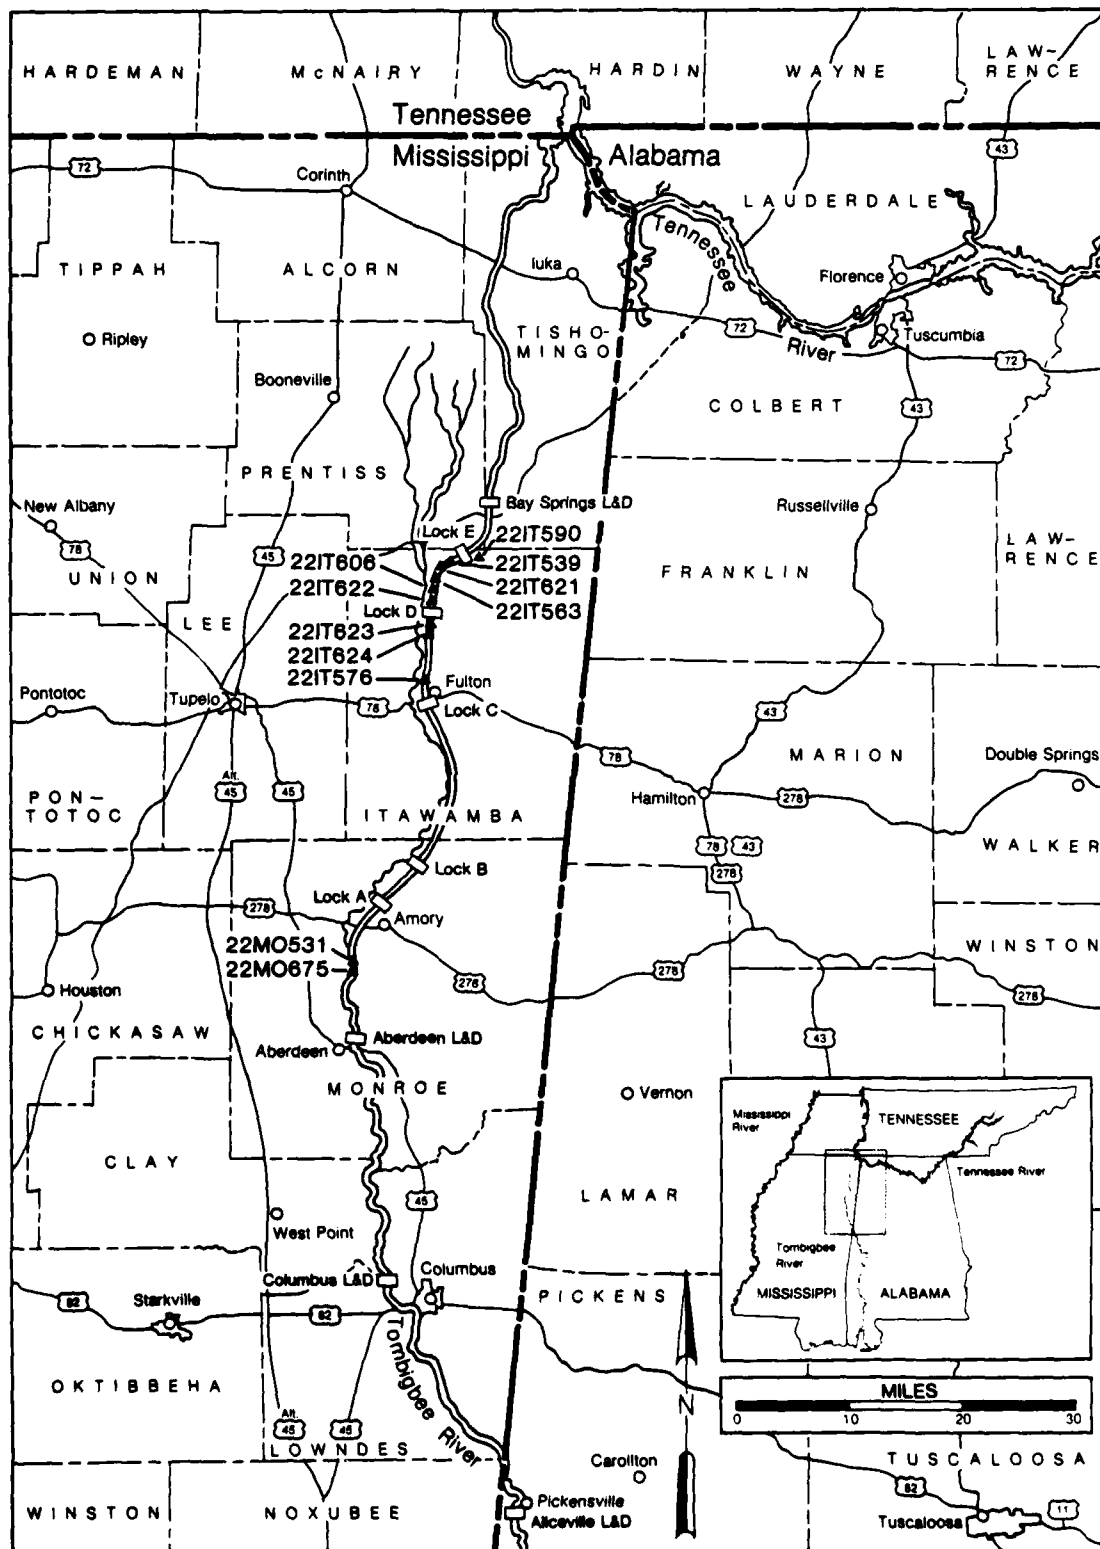 HARDEMAN
McNAIRY
HARDIN
WAYNE
LAW-
RENCE
Tennessee
Mississippi
Alabama
43
72
Corinth
LAUDERDALE
Tennessee
River
TIPPAH
ALCORN
Iuka
Florence
Ripley
TISHO-
MINGO
72
Tuscumbia
72
Booneville
COLBERT
43
PRENTISS
New Albany
Bay Springs L&D
Russellville
78
45
Lock E
22IT590
LAW-
RENCE
UNION
22IT606
22IT539
FRANKLIN
22IT622
22IT621
Lock D
22IT563
LEE
22IT623
22IT624
22IT576
Fulton
Pontotoc
Tupelo
78
Lock C
43
78
MARION
Double Springs
Alt.
45
45
PON-
TOTOC
ITAWAMBA
Hamilton
278
78
43
WALKER
Lock B
278
Lock A
278
Amory
22MO531
22MO675
WINSTON
278
278
278
Houston
CHICKASAW
Aberdeen L&D
Aberdeen
43
MONROE
Vernon
Mississippi
River
TENNESSEE
CLAY
Tennessee River
45
LAMAR
West Point
Tombigbee
River
Columbus L&D
Columbus
PICKENS
MISSISSIPPI
ALABAMA
82
Starkville
82
Tombigbee River
MILES
0
10
20
30
N
OKTIBBEHA
Alt.
45
45
LOWNDES
Carollton
TUSCALOOSA
82
WINSTON
NOXUBEE
Pickensville
Aliceville L&D
Tuscaloosa
11